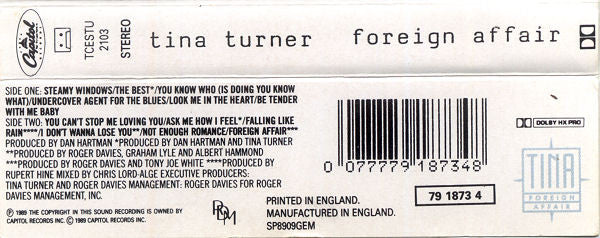 Capitol
TCESTU
2103
STEREO
tina turner foreign affair
SIDE ONE: STEAMY WINDOWS/THE BEST*/YOU KNOW WHO (IS DOING YOU KNOW
WHAT)/UNDERCOVER AGENT FOR THE BLUES/LOOK ME IN THE HEART/BE TENDER
WITH ME BABY
SIDE TWO: YOU CAN'T STOP ME LOVING YOU/ASK ME HOW I FEEL*/FALLING LIKE
RAIN****/I DON'T WANNA LOSE YOU**/NOT ENOUGH ROMANCE/FOREIGN AFFAIR***
PRODUCED BY DAN HARTMAN *PRODUCED BY DAN HARTMAN AND TINA TURNER
**PRODUCED BY ROGER DAVIES, GRAHAM LYLE AND ALBERT HAMMOND
***PRODUCED BY ROGER DAVIES AND TONY JOE WHITE ****PRODUCED BY
RUPERT HINE MIXED BY CHRIS LORD-ALGE EXECUTIVE PRODUCERS:
TINA TURNER AND ROGER DAVIES MANAGEMENT: ROGER DAVIES FOR ROGER
DAVIES MANAGEMENT, INC.
℗ 1989 THE COPYRIGHT IN THIS SOUND RECORDING IS OWNED BY
CAPITOL RECORDS INC. © 1989 CAPITOL RECORDS INC.
PRINTED IN ENGLAND.
MANUFACTURED IN ENGLAND.
SP8909GEM
0 077779 187348
79 1873 4
DOLBY HX PRO
TINA
FOREIGN
AFFAIR